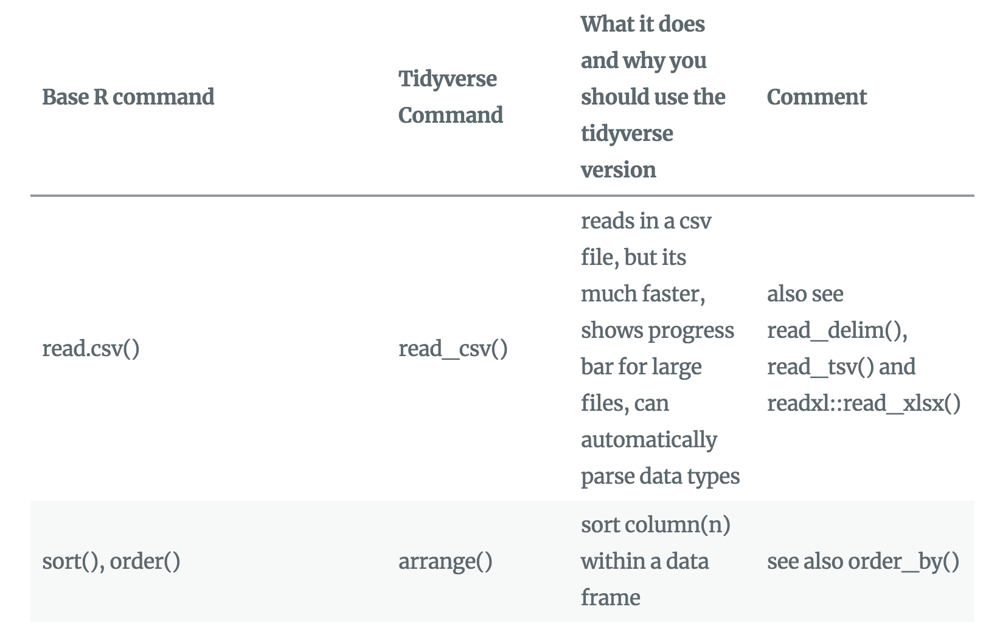 Base R command
Tidyverse
Command
What it does
and why you
should use the
tidyverse
version
Comment
read.csv()
read_csv()
reads in a csv
file, but its
much faster,
shows progress
bar for large
files, can
automatically
parse data types
also see
read_delim(),
read_tsv() and
readxl::read_xlsx()
sort(), order()
arrange()
sort column(n)
within a data
frame
see also order_by()